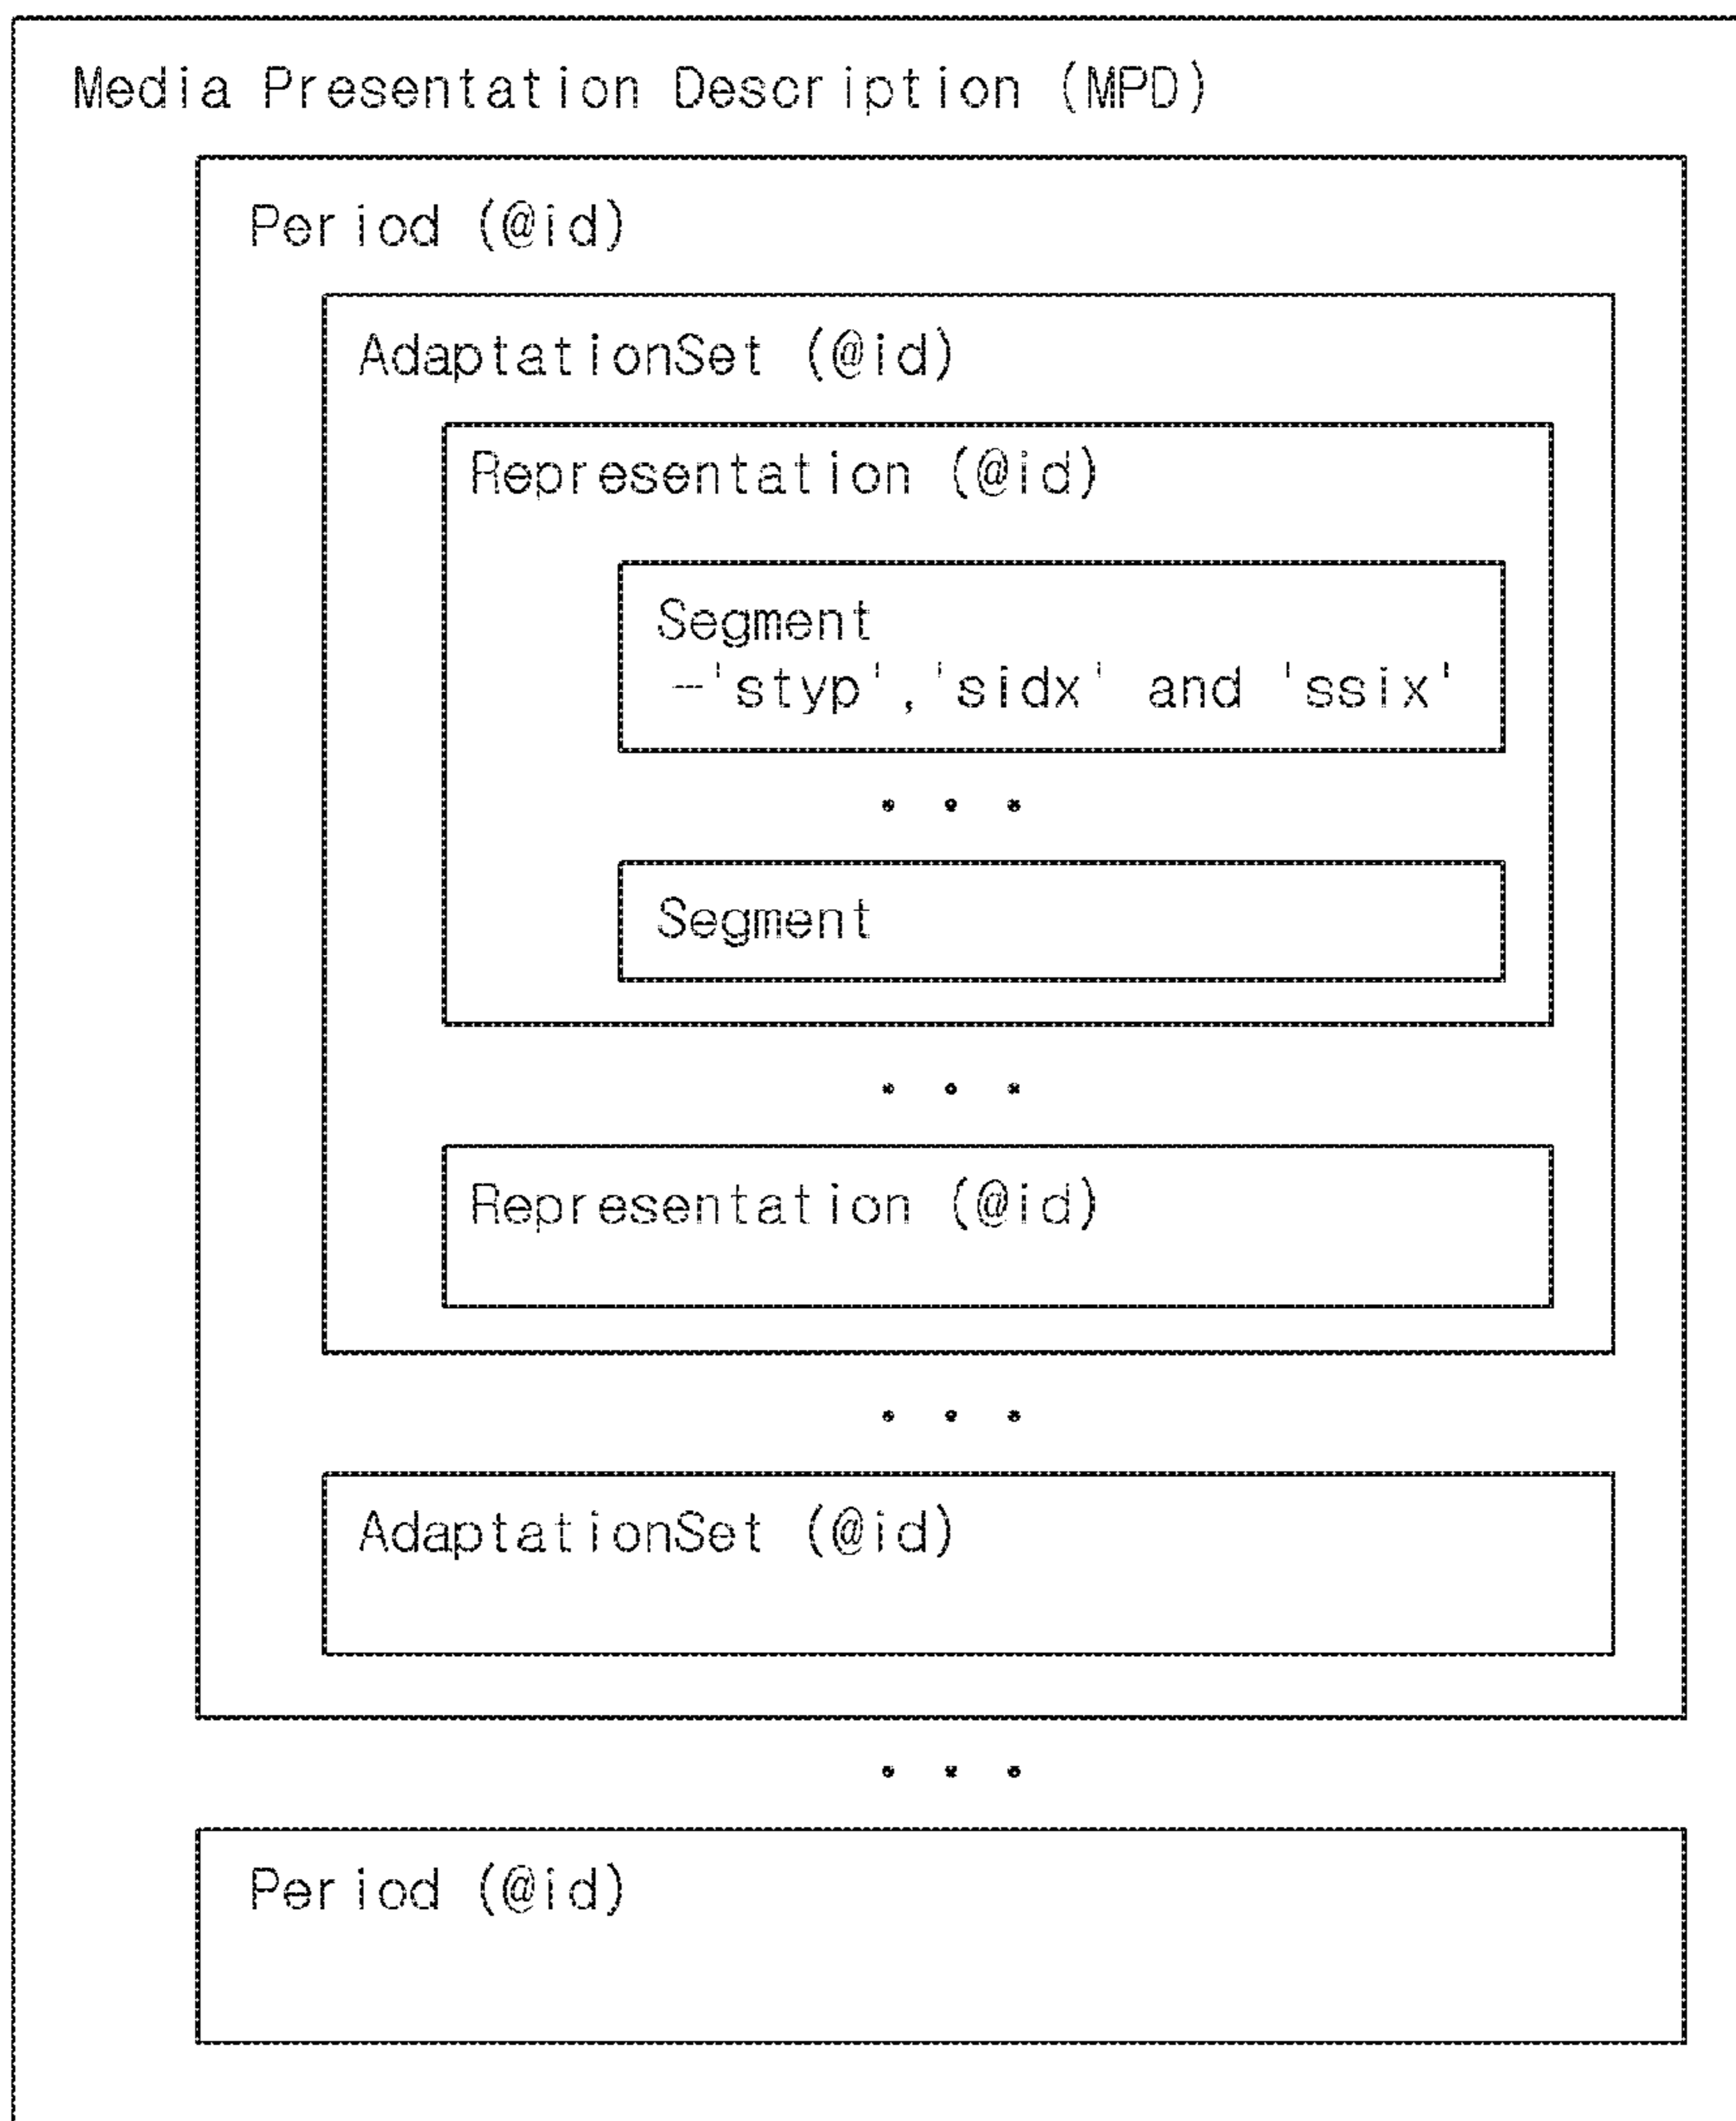 Media Presentation Description (MPD)
Period (@id)
AdaptationSet (@id)
Representation (@id)
Segment
-'styp','sidx' and 'ssix'
. . .
Segment
. . .
Representation (@id)
. . .
AdaptationSet (@id)
. . .
Period (@id)